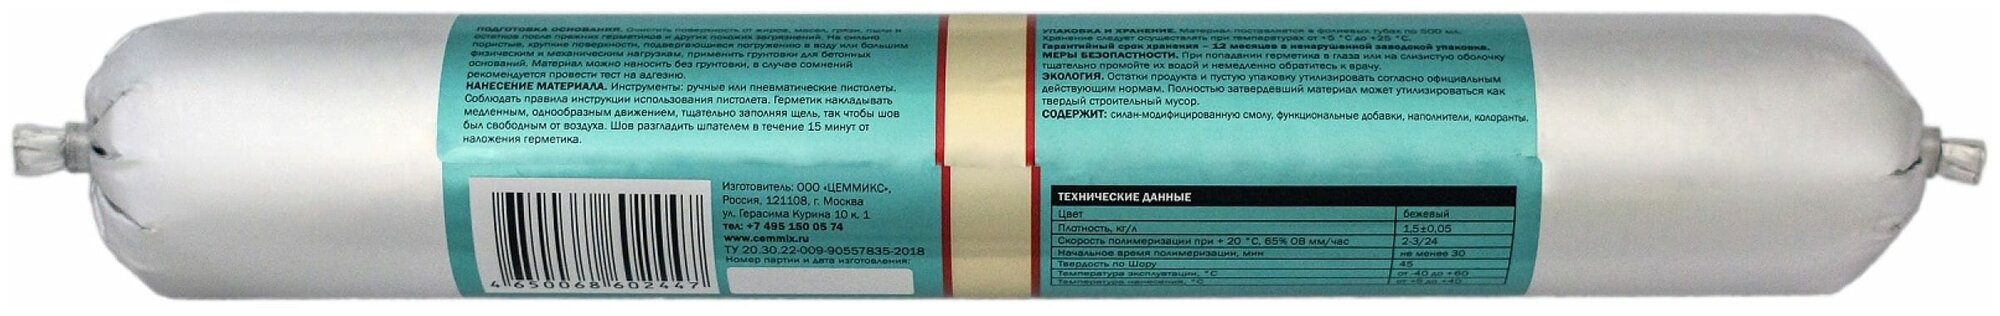 ПОДГОТОВКА ОСНОВАНИЯ. Очистить поверхность от жиров, масел, грязи, пыли и
остатков после прежних герметиков и других похожих загрязнений. На сильно
пористые, хрупкие поверхности, подвергающиеся погружению в воду или большим
физическим и механическим нагрузкам, применить грунтовки для бетонных
оснований. Материал можно наносить без грунтовки, в случае сомнений
рекомендуется провести тест на адгезию.
НАНЕСЕНИЕ МАТЕРИАЛА. Инструменты: ручные или пневматические пистолеты.
Соблюдать правила инструкции использования пистолета. Герметик накладывать
медленным, однообразным движением, тщательно заполняя щель, так чтобы шов
был свободным от воздуха. Шов разгладить шпателем в течение 15 минут от
наложения герметика.
4 650068 602447
Изготовитель: ООО «ЦЕММИКС»,
Россия, 121108, г. Москва
ул. Герасима Курина 10 к. 1
тел: +7 495 150 05 74
www.cemmix.ru
ТУ 20.30.22-009-90557835-2018
Номер партии и дата изготовления:
УПАКОВКА И ХРАНЕНИЕ. Материал поставляется в фолиевых тубах по 500 мл.
Хранение следует осуществлять при температурах от +5 °С до +25 °С.
Гарантийный срок хранения – 12 месяцев в ненарушенной заводской упаковке.
МЕРЫ БЕЗОПАСТНОСТИ. При попадании герметика в глаза или на слизистую оболочку
тщательно промойте их водой и немедленно обратитесь к врачу.
ЭКОЛОГИЯ. Остатки продукта и пустую упаковку утилизировать согласно официальным
действующим нормам. Полностью затвердевший материал может утилизироваться как
твердый строительный мусор.
СОДЕРЖИТ: силан-модифицированную смолу, функциональные добавки, наполнители, колоранты.
ТЕХНИЧЕСКИЕ ДАННЫЕ
Цвет бежевый
Плотность, кг/л 1,5±0,05
Скорость полимеризации при + 20 °С, 65% ОВ мм/час 2-3/24
Начальное время полимеризации, мин не менее 30
Твердость по Шору 45
Температура эксплуатации, °С от -40 до +60
Температура нанесения, °С от +5 до +40